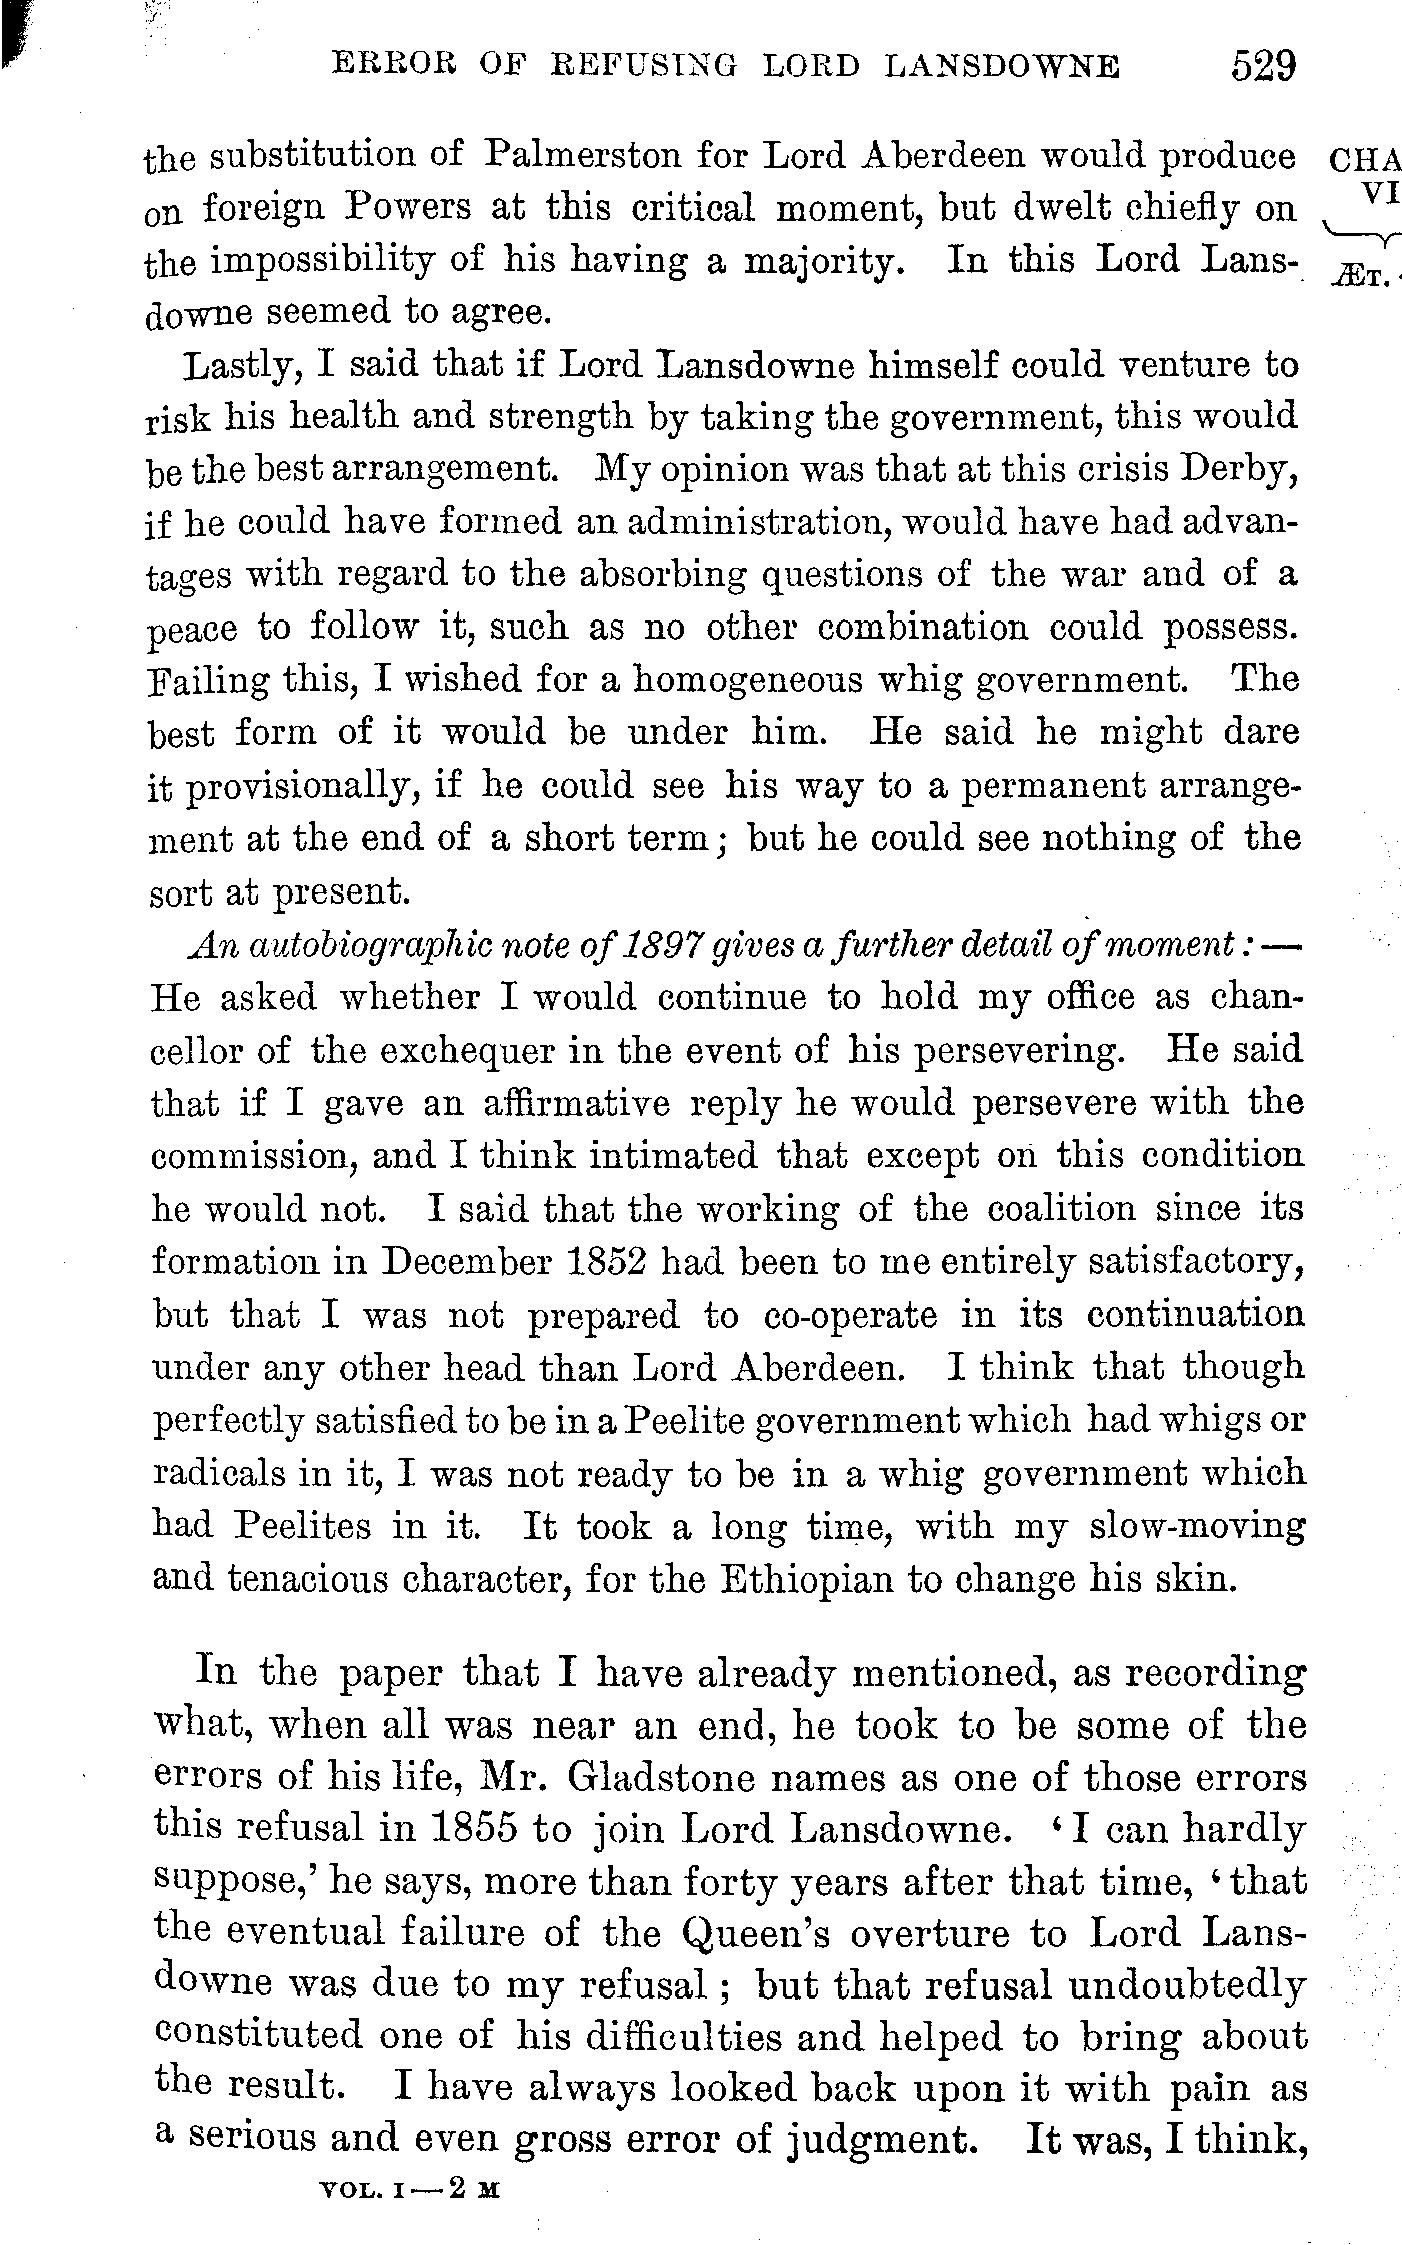 ERROR OF REFUSING LORD LANSDOWNE 529
the substitution of Palmerston for Lord Aberdeen would produce
on foreign Powers at this critical moment, but dwelt chiefly on
the impossibility of his having a majority. In this Lord Lans-
downe seemed to agree.
CHA
VI
ÆT.
Lastly, I said that if Lord Lansdowne himself could venture to
risk his health and strength by taking the government, this would
be the best arrangement. My opinion was that at this crisis Derby,
if he could have formed an administration, would have had advan-
tages with regard to the absorbing questions of the war and of a
peace to follow it, such as no other combination could possess.
Failing this, I wished for a homogeneous whig government. The
best form of it would be under him. He said he might dare
it provisionally, if he could see his way to a permanent arrange-
ment at the end of a short term; but he could see nothing of the
sort at present.
An autobiographic note of 1897 gives a further detail of moment:—
He asked whether I would continue to hold my office as chan-
cellor of the exchequer in the event of his persevering. He said
that if I gave an affirmative reply he would persevere with the
commission, and I think intimated that except on this condition
he would not. I said that the working of the coalition since its
formation in December 1852 had been to me entirely satisfactory,
but that I was not prepared to co-operate in its continuation
under any other head than Lord Aberdeen. I think that though
perfectly satisfied to be in a Peelite government which had whigs or
radicals in it, I was not ready to be in a whig government which
had Peelites in it. It took a long time, with my slow-moving
and tenacious character, for the Ethiopian to change his skin.
In the paper that I have already mentioned, as recording
what, when all was near an end, he took to be some of the
errors of his life, Mr. Gladstone names as one of those errors
this refusal in 1855 to join Lord Lansdowne. ‘I can hardly
suppose,’ he says, more than forty years after that time, ‘that
the eventual failure of the Queen’s overture to Lord Lans-
downe was due to my refusal; but that refusal undoubtedly
constituted one of his difficulties and helped to bring about
the result. I have always looked back upon it with pain as
a serious and even gross error of judgment. It was, I think,
VOL. I—2 M